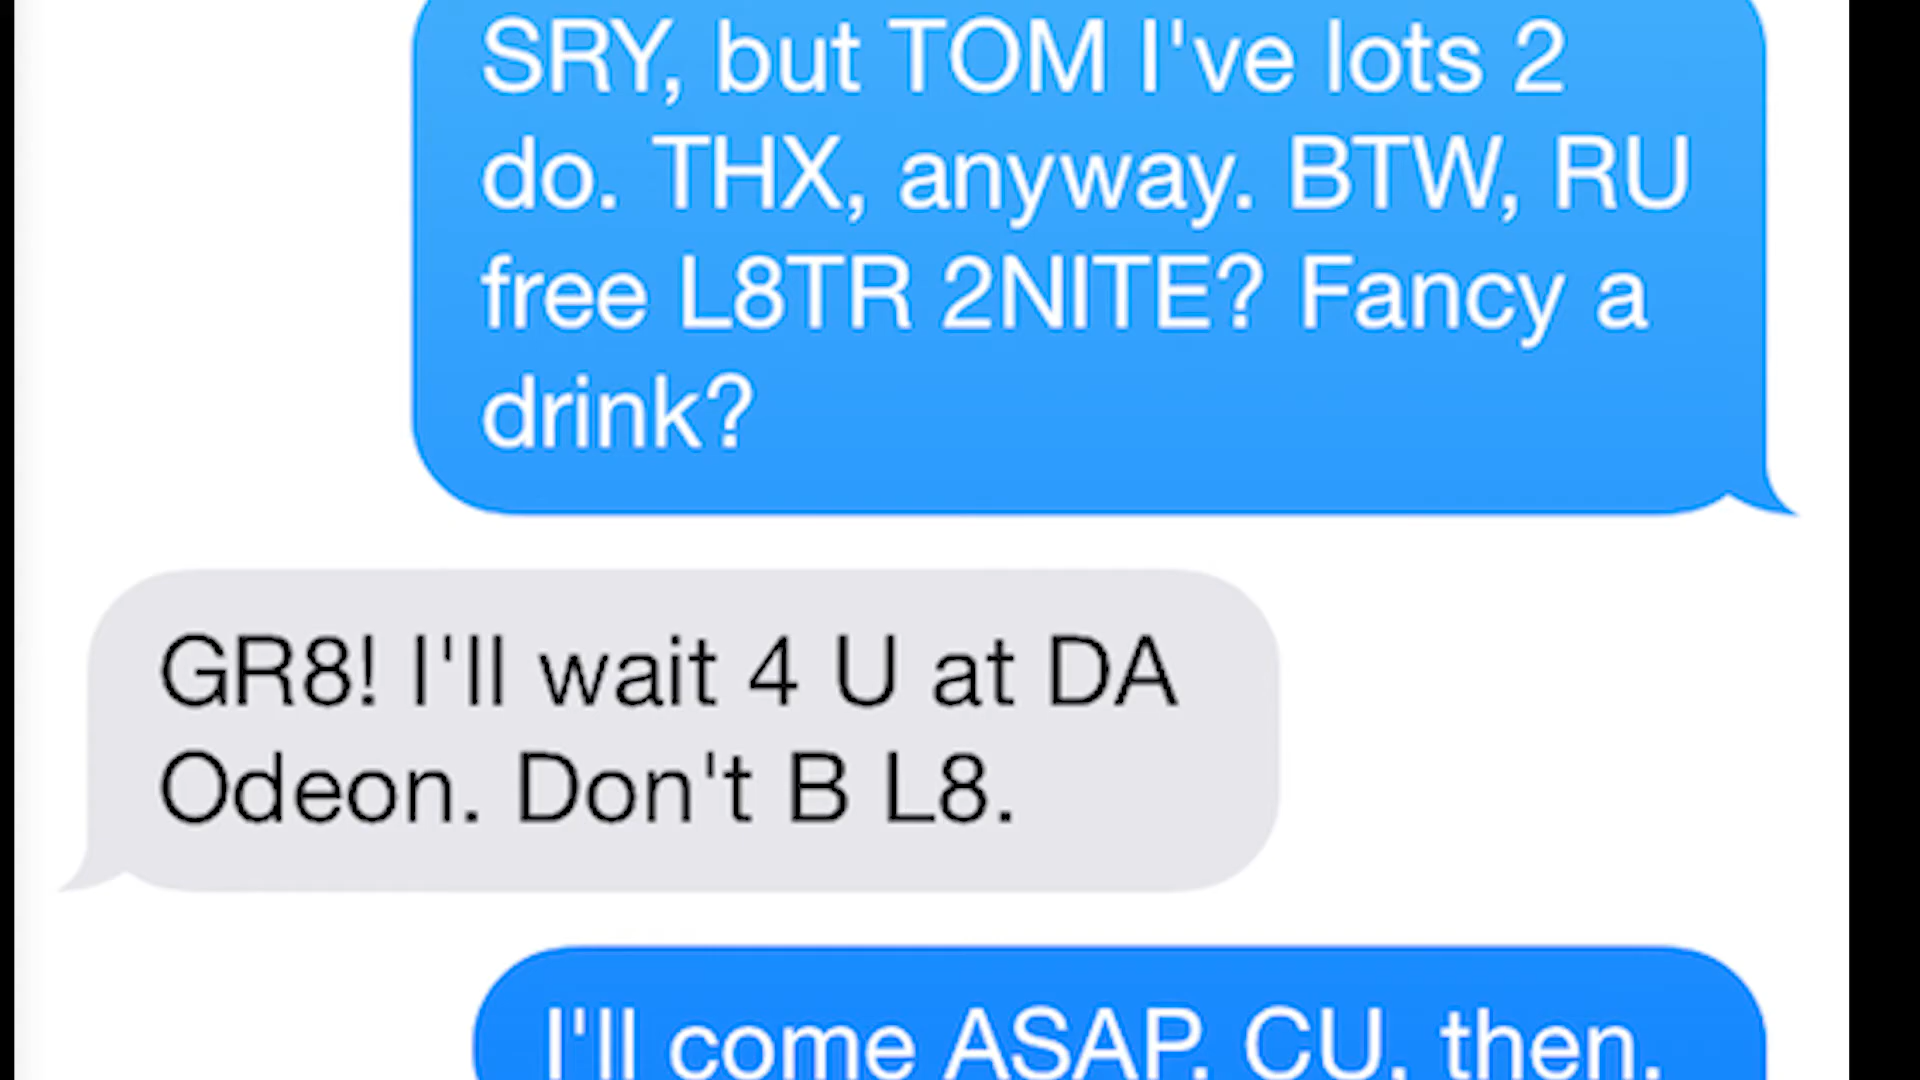 SRY, but TOM I've lots 2
do. THX, anyway. BTW, RU
free L8TR 2NITE? Fancy a
drink?
GR8! I'll wait 4 U at DA
Odeon. Don't B L8.
I'll come ASAP. CU, then.